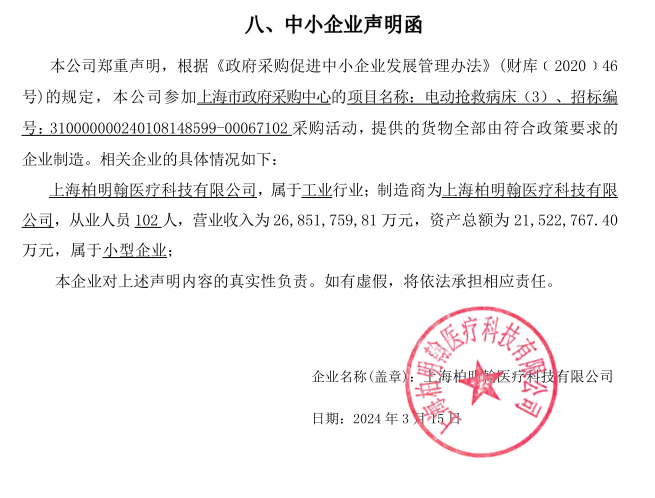 八、中小企业声明函
本公司郑重声明，根据《政府采购促进中小企业发展管理办法》(财库﹝2020﹞46
号)的规定，本公司参加上海市政府采购中心的项目名称：电动抢救病床（3）、招标编
号：310000000240108148599-00067102 采购活动，提供的货物全部由符合政策要求的
企业制造。相关企业的具体情况如下：
上海柏明翰医疗科技有限公司，属于工业行业；制造商为上海柏明翰医疗科技有限
公司，从业人员 102 人，营业收入为 26,851,759,81 万元，资产总额为 21,522,767.40
万元，属于小型企业；
本企业对上述声明内容的真实性负责。如有虚假，将依法承担相应责任。
企业名称(盖章)：上海柏明翰医疗科技有限公司
日期：2024 年 3 月 15 日
上海柏明翰医疗科技有限公司